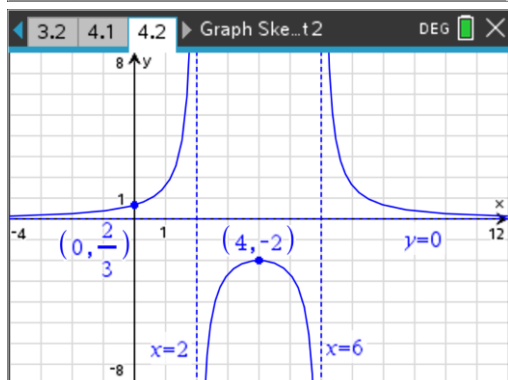 3.2 4.1 4.2 Graph Ske...t2 DEG
8 y
1
x
-4 1 12
(0, 2/3) (4,-2) y=0
x=2 x=6
-8